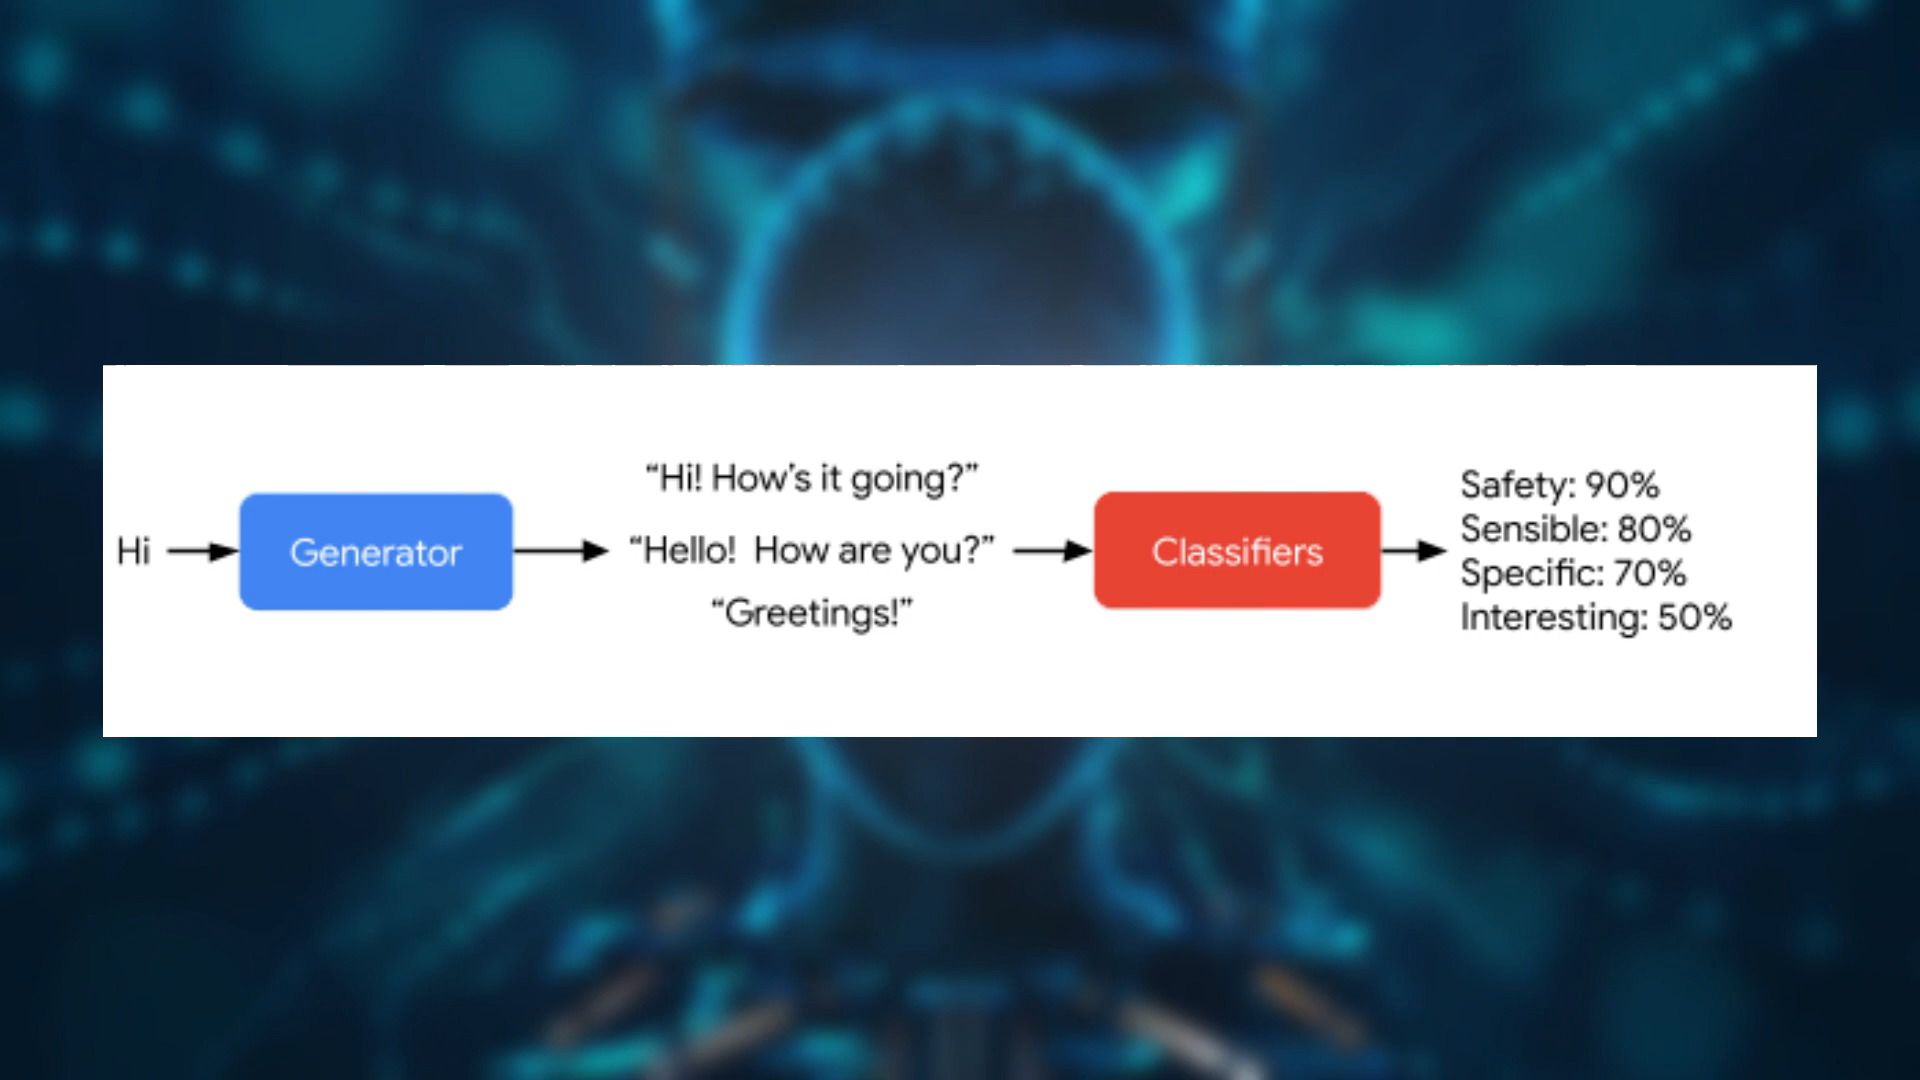 Hi
Generator
“Hi! How’s it going?”
“Hello!  How are you?”
“Greetings!”
Classifiers
Safety: 90%
Sensible: 80%
Specific: 70%
Interesting: 50%